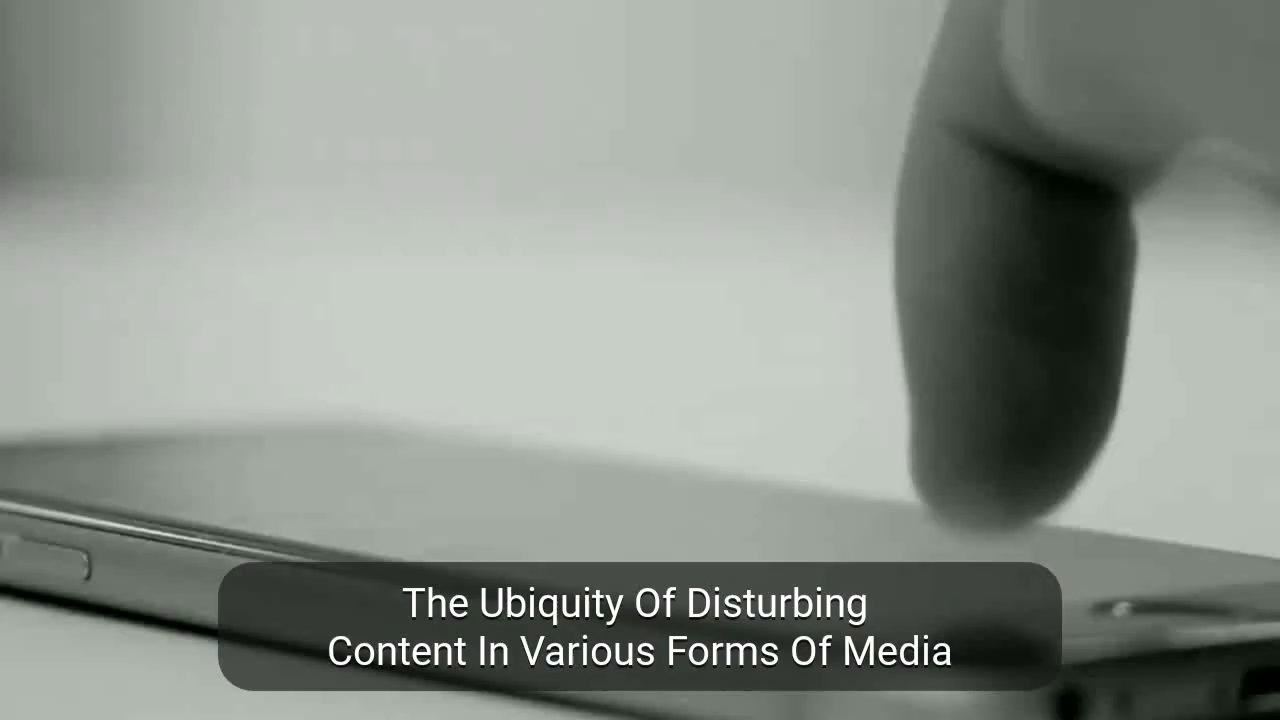 The Ubiquity Of Disturbing
Content In Various Forms Of Media